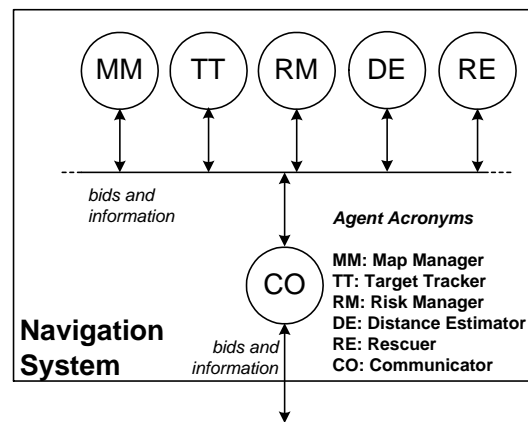 MM TT RM DE RE
bids and
information
Agent Acronyms
CO
MM: Map Manager
TT: Target Tracker
RM: Risk Manager
DE: Distance Estimator
RE: Rescuer
CO: Communicator
Navigation
System
bids and
information